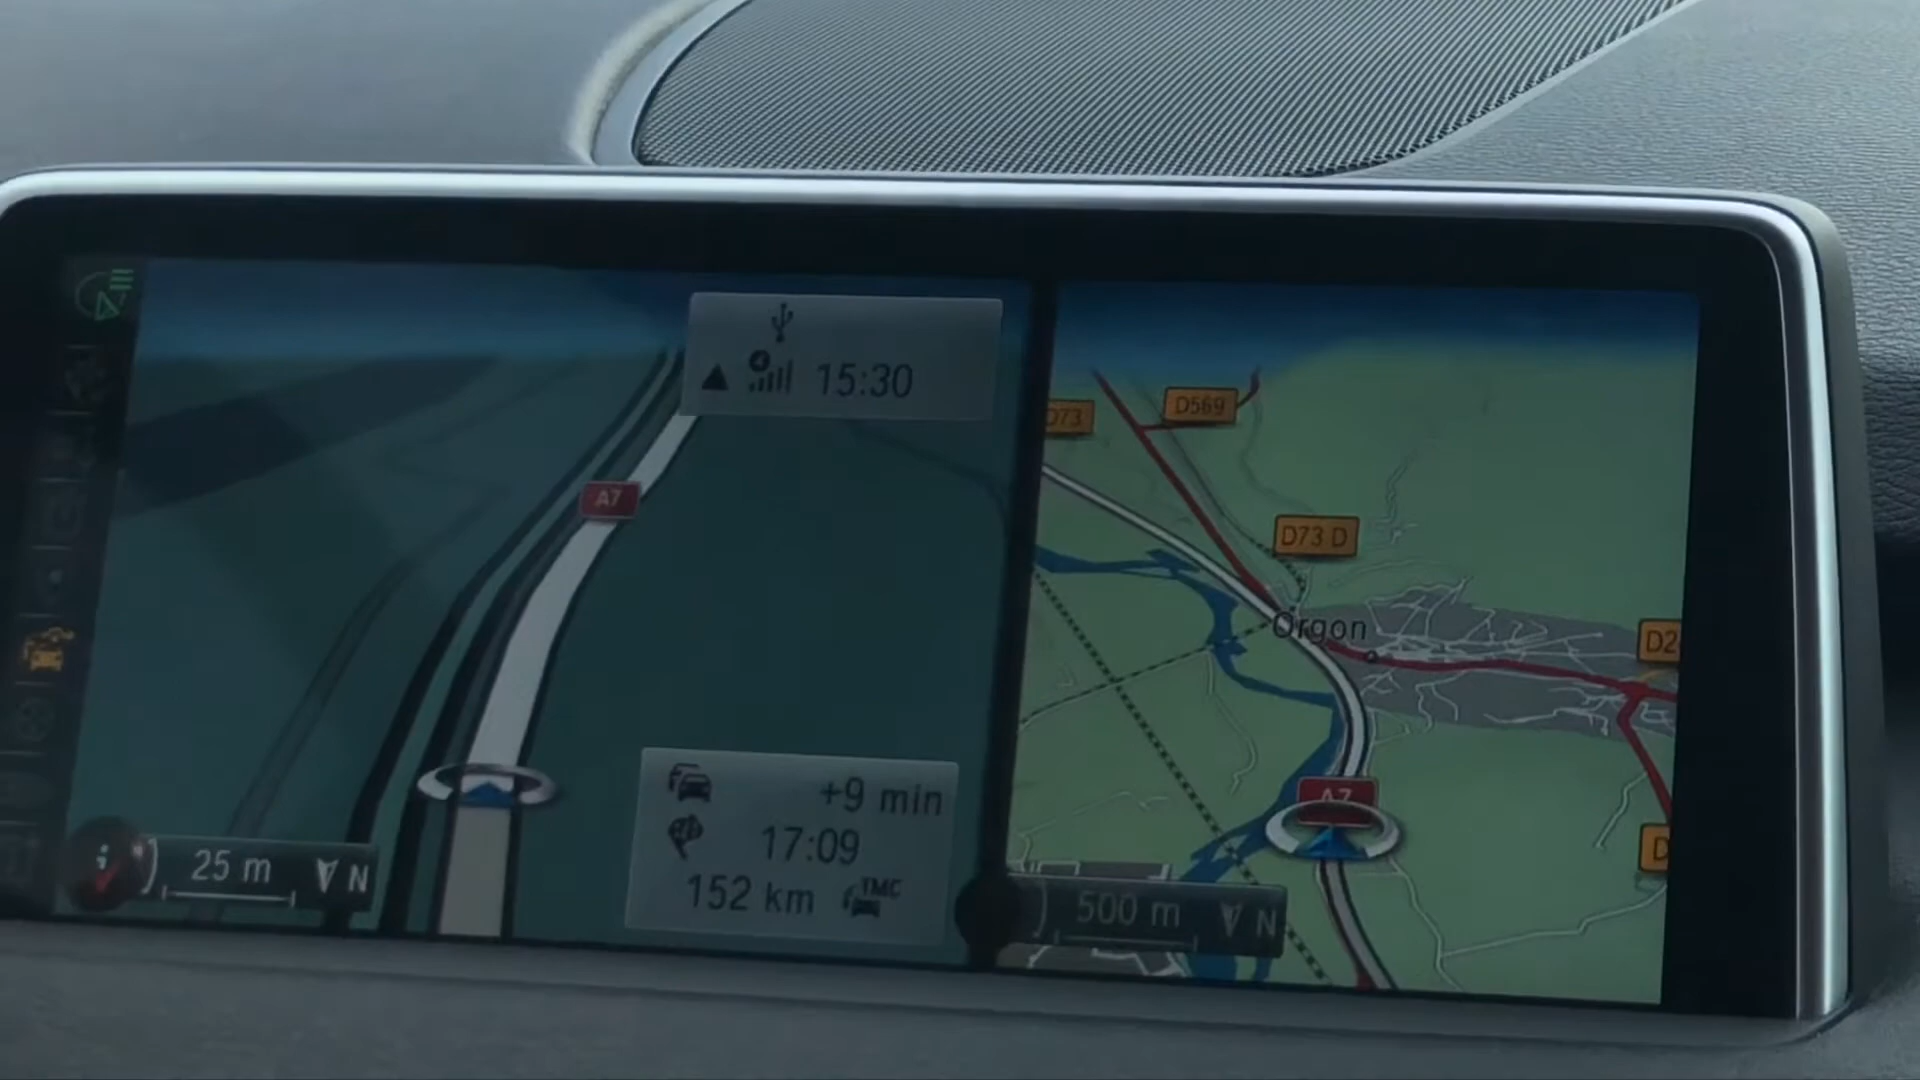 15:30
A7
+9 min
17:09
152 km TMC
25 m N
D73
D569
D73 D
Orgon
D2
A7
D
500 m N